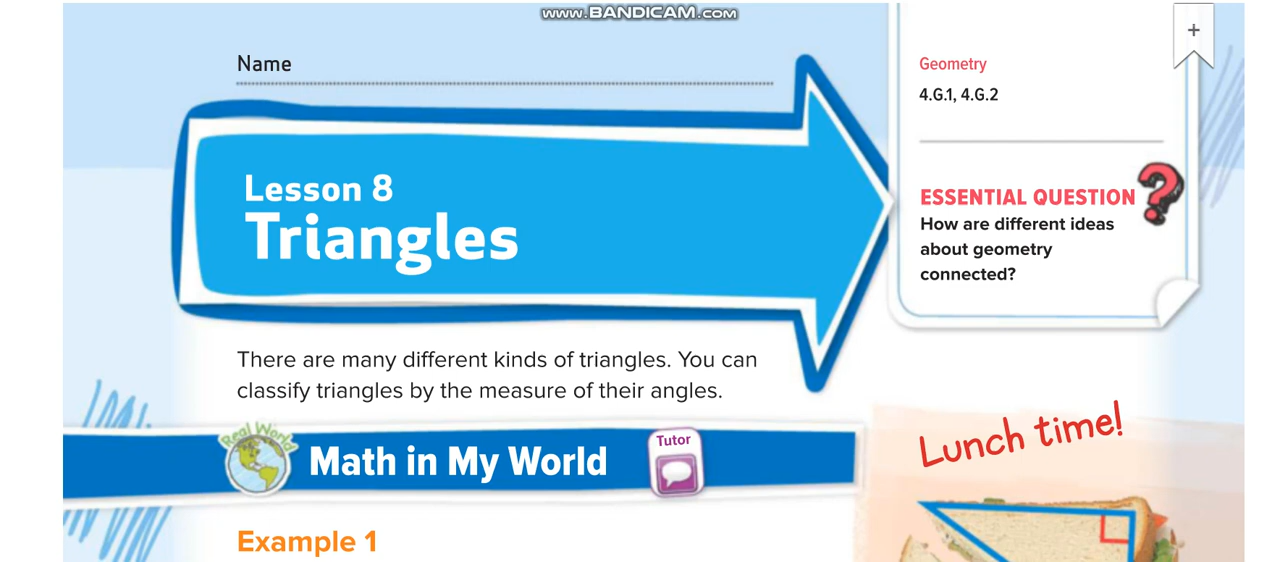 www.BANDICAM.com
Name
Geometry
4.G.1, 4.G.2
Lesson 8
Triangles
ESSENTIAL QUESTION
How are different ideas
about geometry
connected?
There are many different kinds of triangles. You can
classify triangles by the measure of their angles.
Real World
Math in My World
Tutor
Lunch time!
Example 1